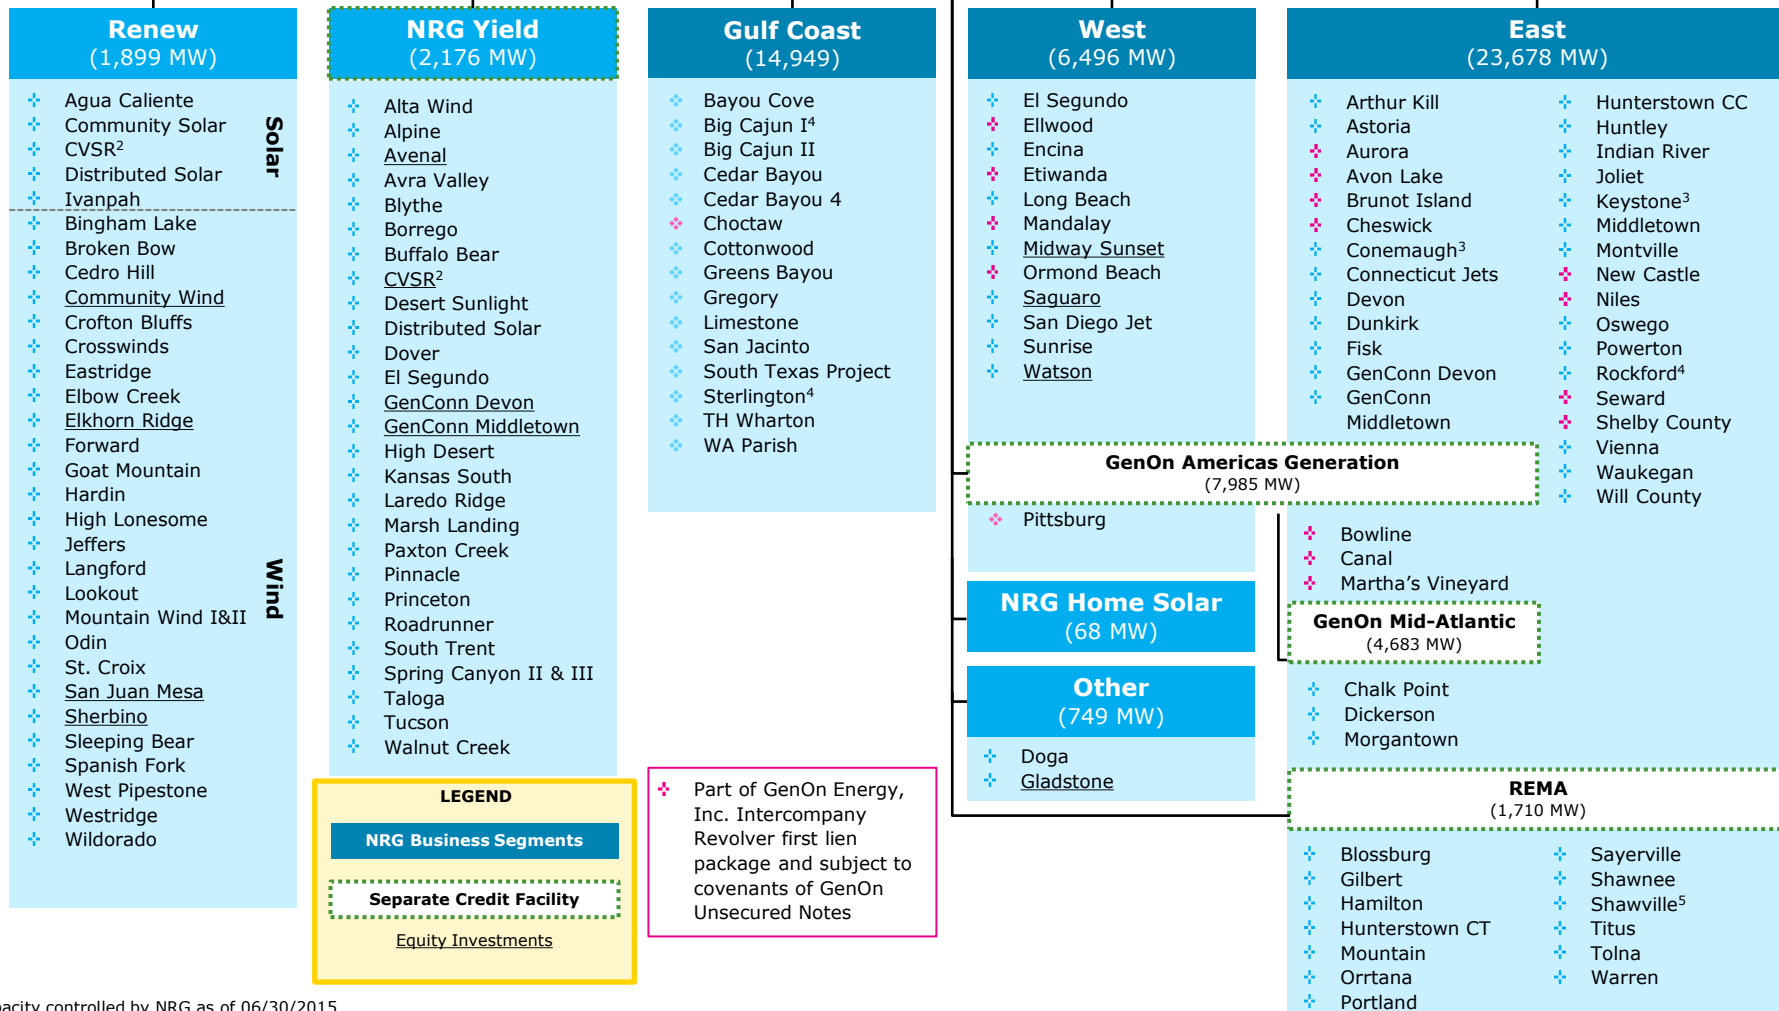 Renew
(1,899 MW)
Agua Caliente
Community Solar
CVSR2
Distributed Solar
Ivanpah
Solar
Bingham Lake
Broken Bow
Cedro Hill
Community Wind
Crofton Bluffs
Crosswinds
Eastridge
Elbow Creek
Elkhorn Ridge
Forward
Goat Mountain
Hardin
High Lonesome
Jeffers
Langford
Lookout
Mountain Wind I&II
Odin
St. Croix
San Juan Mesa
Sherbino
Sleeping Bear
Spanish Fork
West Pipestone
Westridge
Wildorado
Wind
NRG Yield
(2,176 MW)
Alta Wind
Alpine
Avenal
Avra Valley
Blythe
Borrego
Buffalo Bear
CVSR2
Desert Sunlight
Distributed Solar
Dover
El Segundo
GenConn Devon
GenConn Middletown
High Desert
Kansas South
Laredo Ridge
Marsh Landing
Paxton Creek
Pinnacle
Princeton
Roadrunner
South Trent
Spring Canyon II & III
Taloga
Tucson
Walnut Creek
LEGEND
NRG Business Segments
Separate Credit Facility
Equity Investments
Gulf Coast
(14,949)
Bayou Cove
Big Cajun I4
Big Cajun II
Cedar Bayou
Cedar Bayou 4
Choctaw
Cottonwood
Greens Bayou
Gregory
Limestone
San Jacinto
South Texas Project
Sterlington4
TH Wharton
WA Parish
Part of GenOn Energy,
Inc. Intercompany
Revolver first lien
package and subject to
covenants of GenOn
Unsecured Notes
West
(6,496 MW)
El Segundo
Ellwood
Encina
Etiwanda
Long Beach
Mandalay
Midway Sunset
Ormond Beach
Saguaro
San Diego Jet
Sunrise
Watson
GenOn Americas Generation
(7,985 MW)
Pittsburg
NRG Home Solar
(68 MW)
Other
(749 MW)
Doga
Gladstone
East
(23,678 MW)
Arthur Kill
Astoria
Aurora
Avon Lake
Brunot Island
Cheswick
Conemaugh3
Connecticut Jets
Devon
Dunkirk
Fisk
GenConn Devon
GenConn
Middletown
Hunterstown CC
Huntley
Indian River
Joliet
Keystone3
Middletown
Montville
New Castle
Niles
Oswego
Powerton
Rockford4
Seward
Shelby County
Vienna
Waukegan
Will County
Bowline
Canal
Martha's Vineyard
GenOn Mid-Atlantic
(4,683 MW)
Chalk Point
Dickerson
Morgantown
REMA
(1,710 MW)
Blossburg
Gilbert
Hamilton
Hunterstown CT
Mountain
Orrtana
Portland
Sayerville
Shawnee
Shawville5
Titus
Tolna
Warren
controlled by NRG as of 06/30/2015